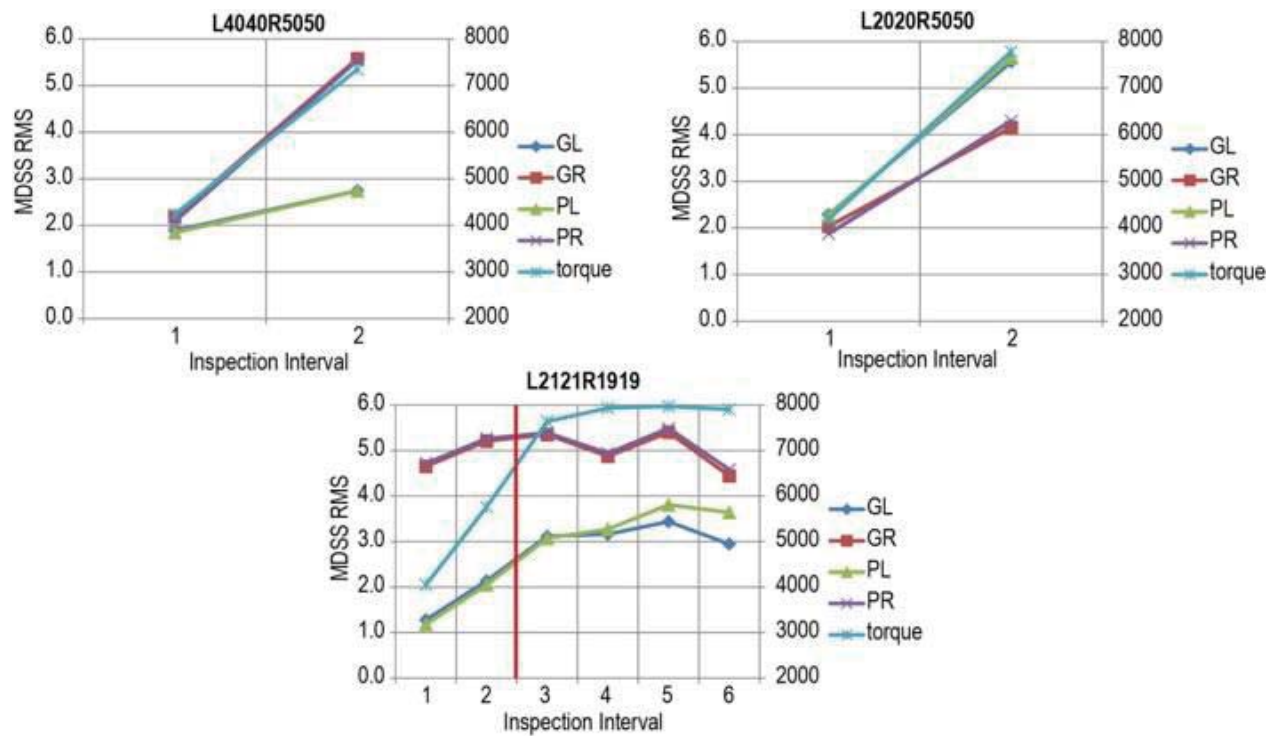 L4040R5050
6.0 8000
5.0 7000
4.0 6000
3.0 5000
2.0 4000
1.0 3000
0.0 2000
1 2
MDSS RMS
Inspection Interval
GL
GR
PL
PR
torque
L2020R5050
6.0 8000
5.0 7000
4.0 6000
3.0 5000
2.0 4000
1.0 3000
0.0 2000
1 2
MDSS RMS
Inspection Interval
GL
GR
PL
PR
torque
L2121R1919
6.0 8000
5.0 7000
4.0 6000
3.0 5000
2.0 4000
1.0 3000
0.0 2000
1 2 3 4 5 6
MDSS RMS
Inspection Interval
GL
GR
PL
PR
torque